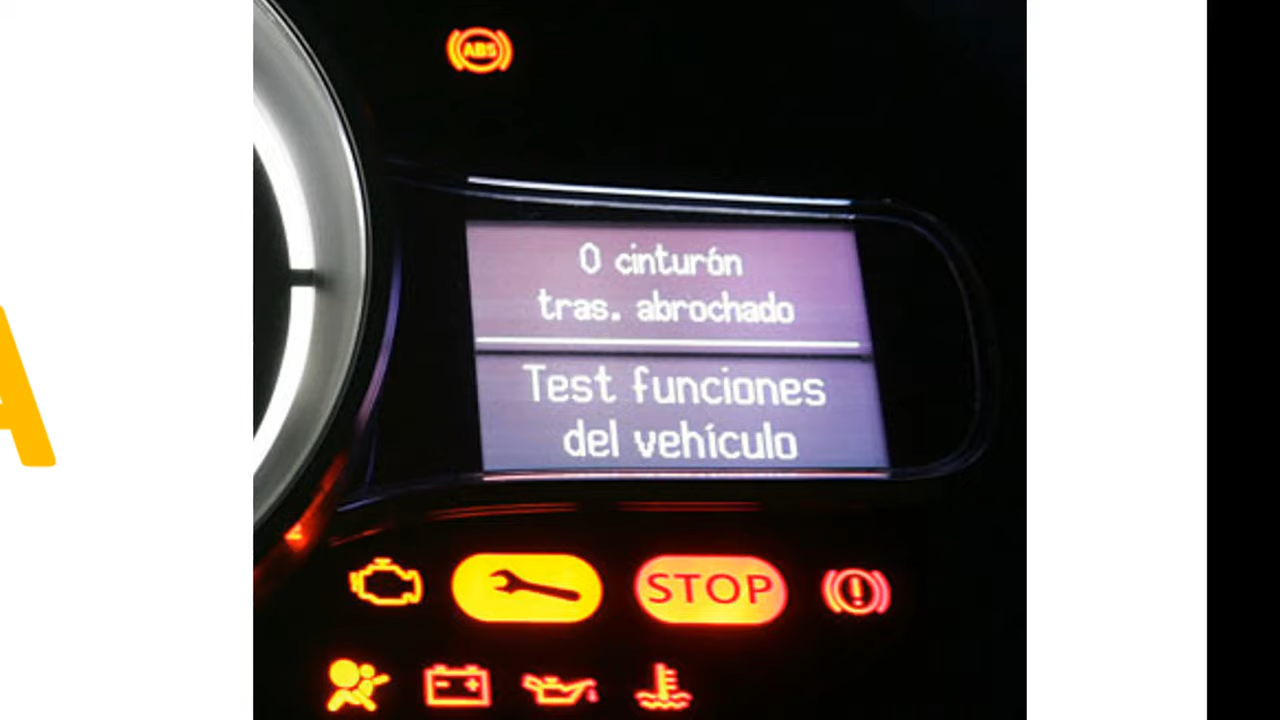 A
ABS
0 cinturón
tras. abrochado
Test funciones
del vehículo
STOP